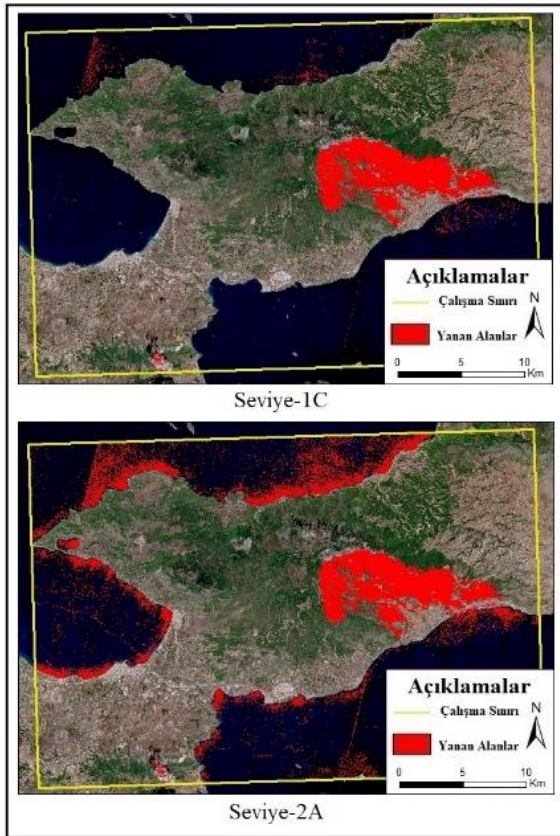 Açıklamalar
Çalışma Sınırı
N
Yanan Alanlar
0 5 10
Km
Seviye-1C
Açıklamalar
Çalışma Sınırı
N
Yanan Alanlar
0 5 10
Km
Seviye-2A